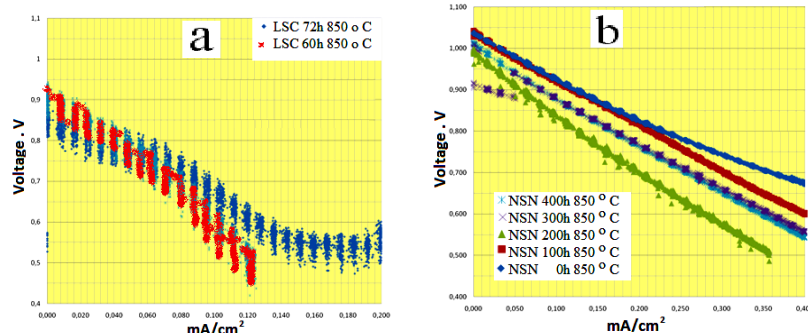 a
LSC 72h 850 o C
LSC 60h 850 o C
Voltage . V
1,1
1
0,9
0,8
0,7
0,6
0,5
0,4
0,000 0,020 0,040 0,060 0,080 0,100 0,120 0,140 0,160 0,180 0,200
mA/cm²
b
Voltage . V
1,100
1,000
0,900
0,800
0,700
0,600
0,500
0,400
NSN 400h 850 o C
NSN 300h 850 o C
NSN 200h 850 o C
NSN 100h 850 o C
NSN 0h 850 o C
0,000 0,050 0,100 0,150 0,200 0,250 0,300 0,350 0,40
mA/cm²